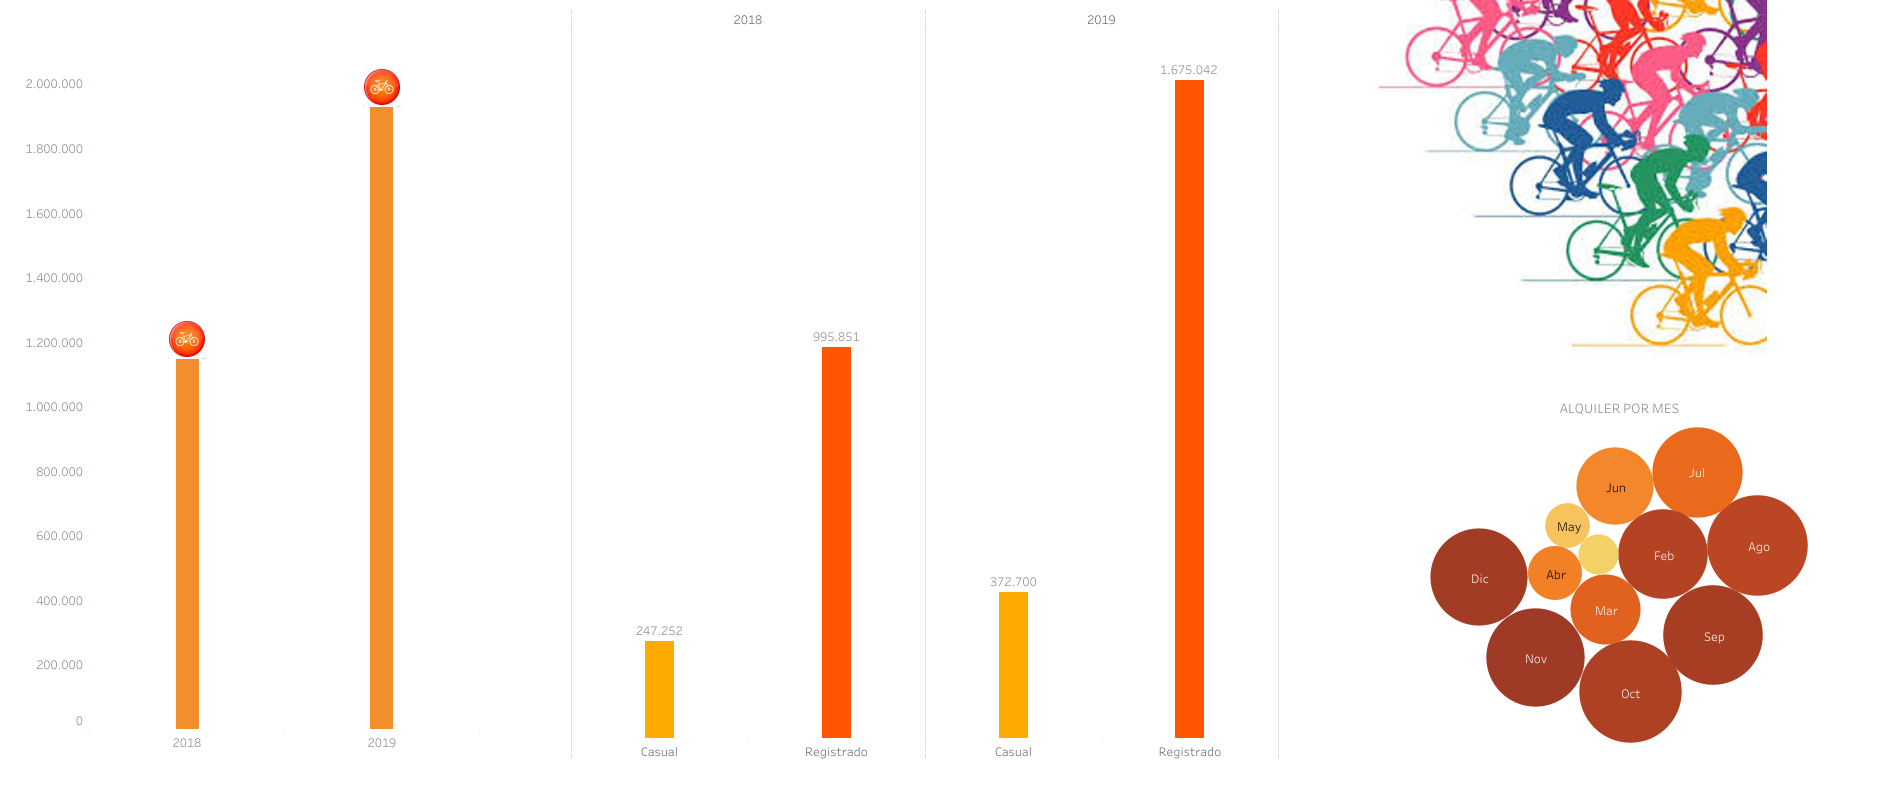 2.000.000
1.800.000
1.600.000
1.400.000
1.200.000
1.000.000
800.000
600.000
400.000
200.000
0
2018
2019
2018
2019
247.252
995.851
372.700
1.675.042
Casual
Registrado
Casual
Registrado
ALQUILER POR MES
Jul
Jun
May
Ago
Feb
Abr
Dic
Mar
Sep
Nov
Oct